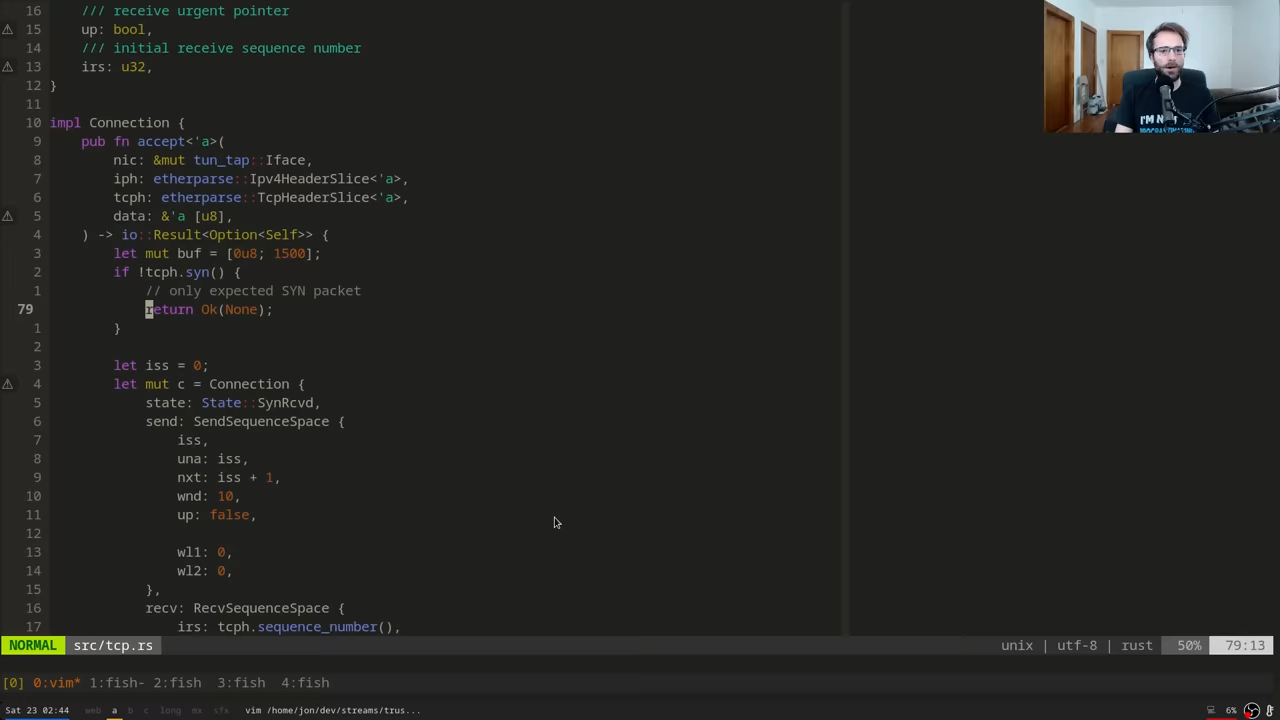 16 /// receive urgent pointer
15 up: bool,
14 /// initial receive sequence number
13 irs: u32,
12 }
11
10 impl Connection {
9 pub fn accept<'a>(
8 nic: &mut tun_tap::Iface,
7 iph: etherparse::Ipv4HeaderSlice<'a>,
6 tcph: etherparse::TcpHeaderSlice<'a>,
5 data: &'a [u8],
4 ) -> io::Result<Option<Self>> {
3 let mut buf = [0u8; 1500];
2 if !tcph.syn() {
1 // only expected SYN packet
79 return Ok(None);
1 }
2
3 let iss = 0;
4 let mut c = Connection {
5 state: State::SynRcvd,
6 send: SendSequenceSpace {
7 iss,
8 una: iss,
9 nxt: iss + 1,
10 wnd: 10,
11 up: false,
12
13 wl1: 0,
14 wl2: 0,
15 },
16 recv: RecvSequenceSpace {
17 irs: tcph.sequence_number(),
NORMAL src/tcp.rs unix | utf-8 | rust 50% 79:13
[0] 0:vim* 1:fish- 2:fish 3:fish 4:fish
Sat 23 02:44 web a b c long mx sfx vim /home/jon/dev/streams/trus... 6%
I'M N